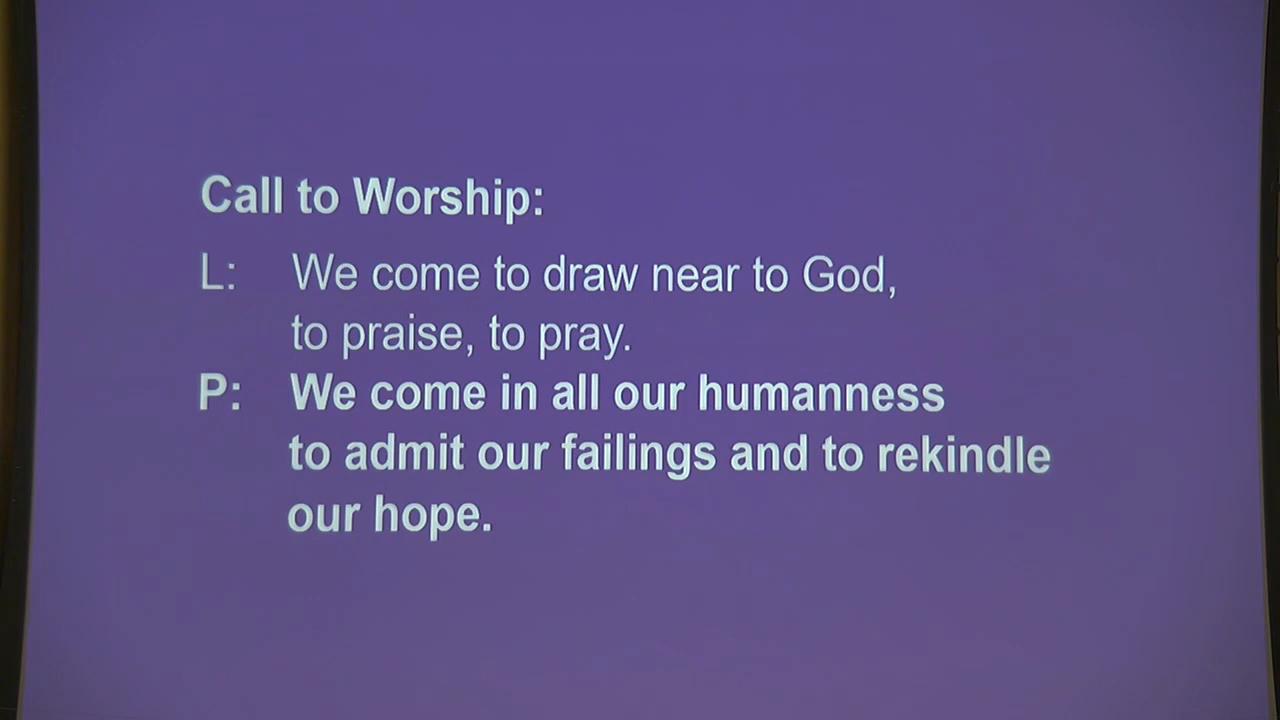 Call to Worship:
L: We come to draw near to God,
to praise, to pray.
P: We come in all our humanness
to admit our failings and to rekindle
our hope.